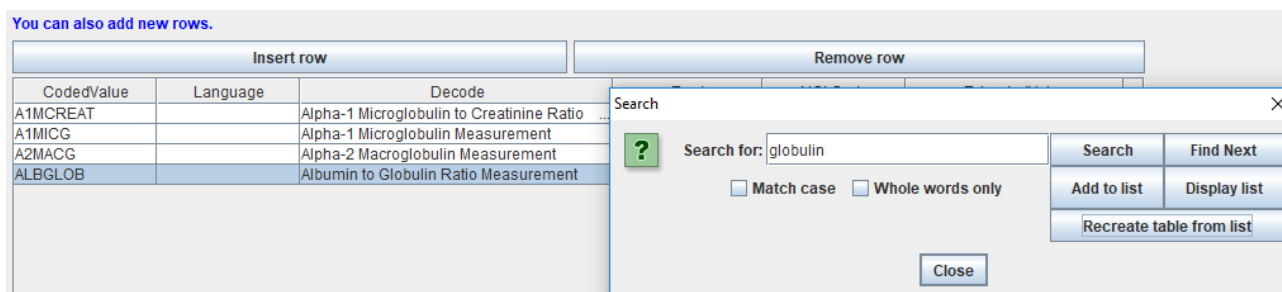 You can also add new rows.
Insert row Remove row
CodedValue Language Decode
A1MCREAT Alpha-1 Microglobulin to Creatinine Ratio ...
A1MICG Alpha-1 Microglobulin Measurement
A2MACG Alpha-2 Macroglobulin Measurement
ALBGLOB Albumin to Globulin Ratio Measurement
Search
? Search for: globulin Search Find Next
Match case Whole words only Add to list Display list
Recreate table from list
Close